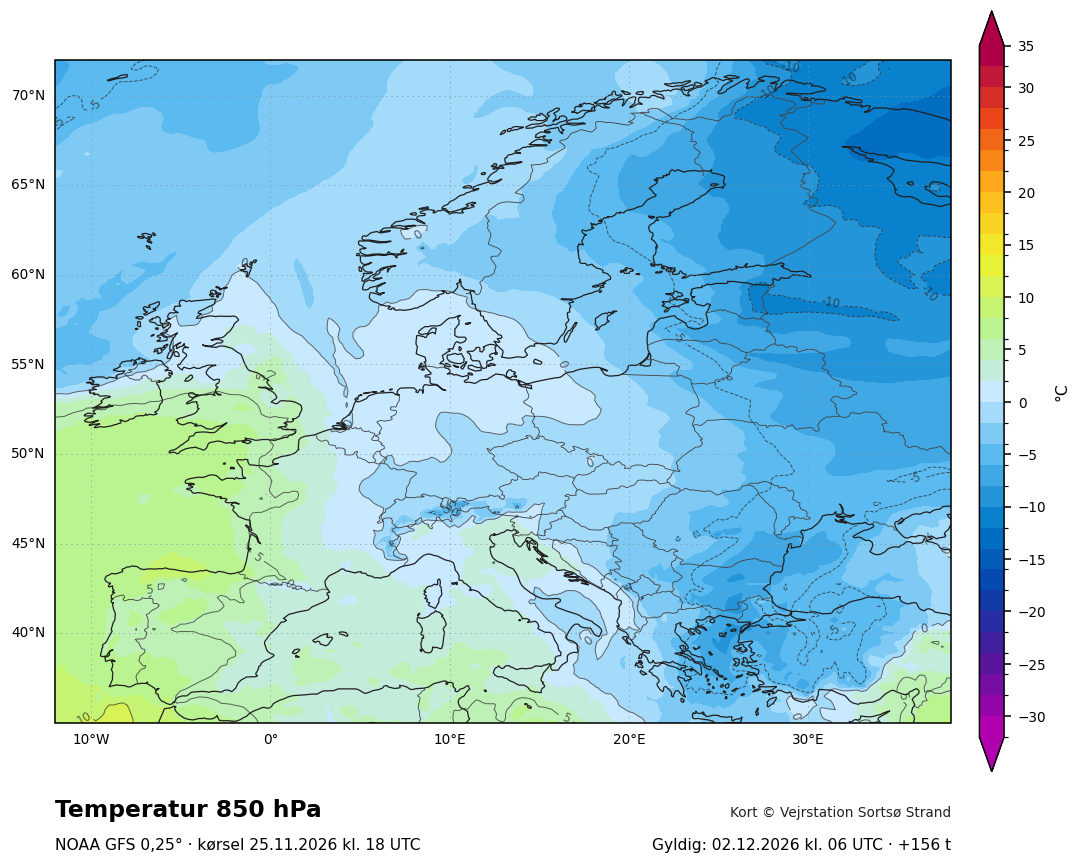 70°N
65°N
60°N
55°N
50°N
45°N
40°N
10°W 0° 10°E 20°E 30°E
35
30
25
20
15
10
5
0
−5
−10
−15
−20
−25
−30
°C
Temperatur 850 hPa
Kort © Vejrstation Sortsø Strand
NOAA GFS 0,25° · kørsel 25.11.2026 kl. 18 UTC
Gyldig: 02.12.2026 kl. 06 UTC · +156 t